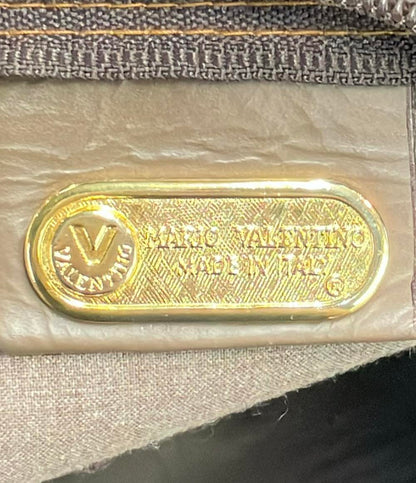 V
VALENTINO
MARIO VALENTINO
MADE IN ITALY
®